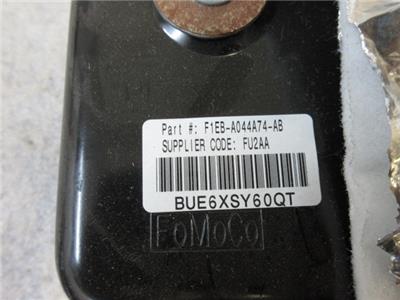 Part #: F1EB-A044A74-AB
SUPPLIER CODE: FU2AA
BUE6XSY60QT
FoMoCo